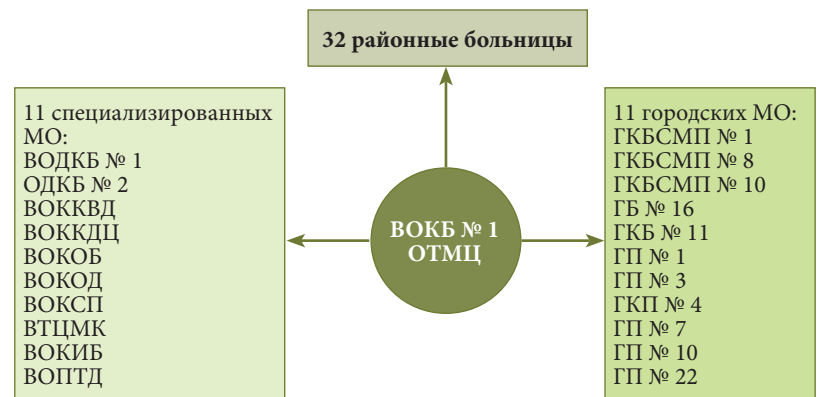 32 районные больницы
11 специализированных
МО:
ВОДКБ № 1
ОДКБ № 2
ВОККВД
ВОККДЦ
ВОКОБ
ВОКОД
ВОКСП
ВТЦМК
ВОКИБ
ВОПТД
ВОКБ № 1
ОТМЦ
11 городских МО:
ГКБСМП № 1
ГКБСМП № 8
ГКБСМП № 10
ГБ № 16
ГКБ № 11
ГП № 1
ГП № 3
ГКП № 4
ГП № 7
ГП № 10
ГП № 22